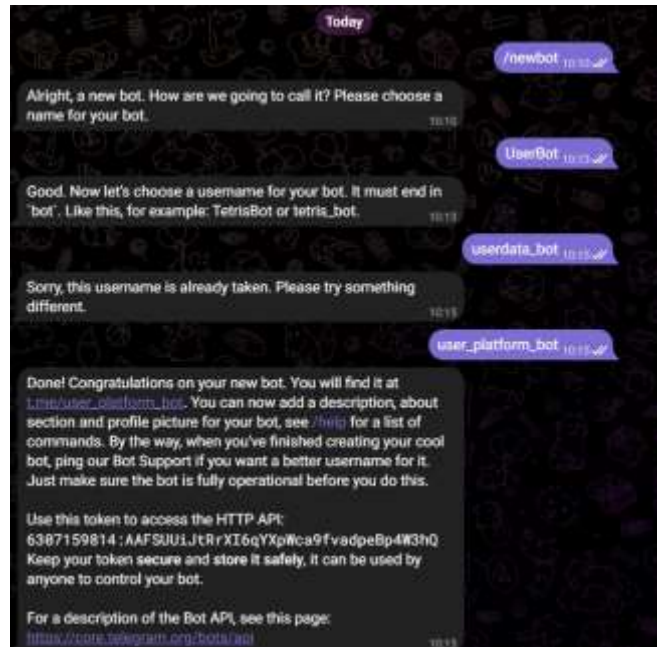 Today
/newbot
Alright, a new bot. How are we going to call it? Please choose a
name for your bot.
10:10
UserBot
Good. Now let's choose a username for your bot. It must end in
`bot`. Like this, for example: TetrisBot or tetris_bot.
userdata_bot
Sorry, this username is already taken. Please try something
different.
10:15
user_platform_bot
Done! Congratulations on your new bot. You will find it at
t.me/user_platform_bot. You can now add a description, about
section and profile picture for your bot, see /help for a list of
commands. By the way, when you've finished creating your cool
bot, ping our Bot Support if you want a better username for it.
Just make sure the bot is fully operational before you do this.
Use this token to access the HTTP API:
6307159814:AAFSUUiJtRrXI6qYXpWca9fvadpeBp4W3hQ
Keep your token secure and store it safely, it can be used by
anyone to control your bot.
For a description of the Bot API, see this page:
https://core.telegram.org/bots/api
10:15